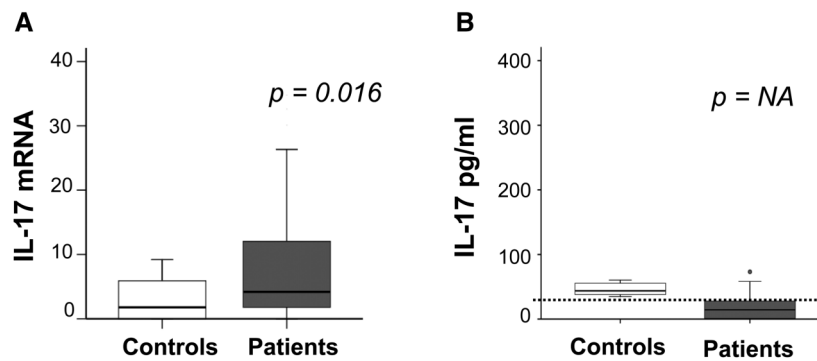 A
IL-17 mRNA
40
30
20
10
0
p = 0.016
Controls Patients
B
IL-17 pg/ml
400
300
200
100
0
p = NA
Controls Patients